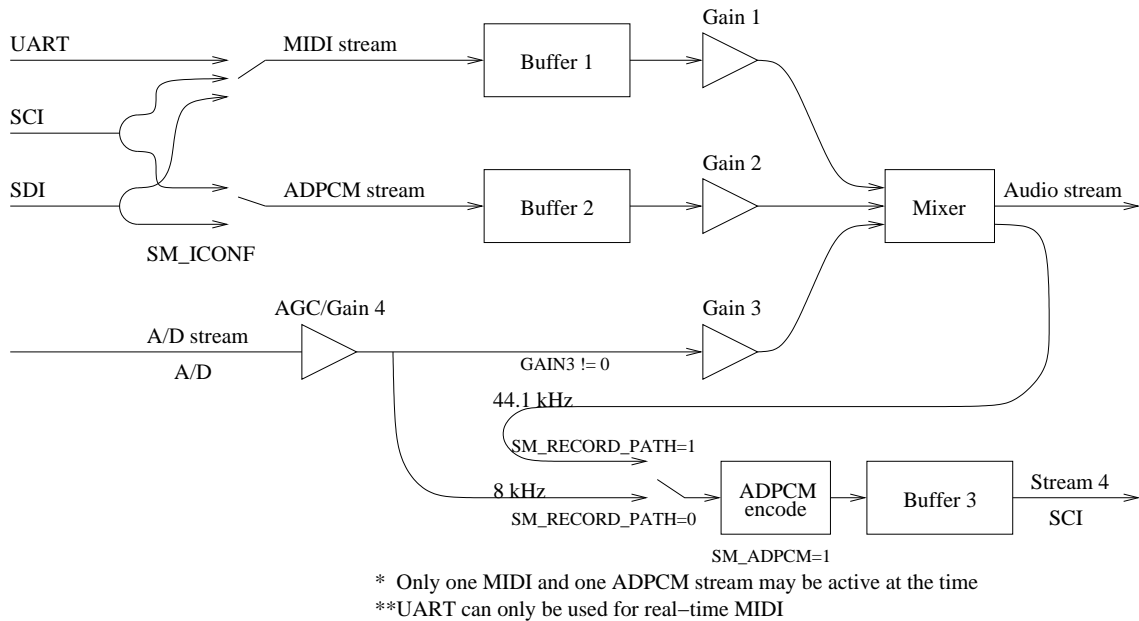 Gain 1
UART
MIDI stream
Buffer 1
SCI
Gain 2
SDI
ADPCM stream
Buffer 2
Mixer
Audio stream
SM_ICONF
AGC/Gain 4
Gain 3
A/D stream
A/D
GAIN3 != 0
44.1 kHz
SM_RECORD_PATH=1
8 kHz
SM_RECORD_PATH=0
ADPCM
encode
Buffer 3
Stream 4
SCI
SM_ADPCM=1
* Only one MIDI and one ADPCM stream may be active at the time
**UART can only be used for real−time MIDI